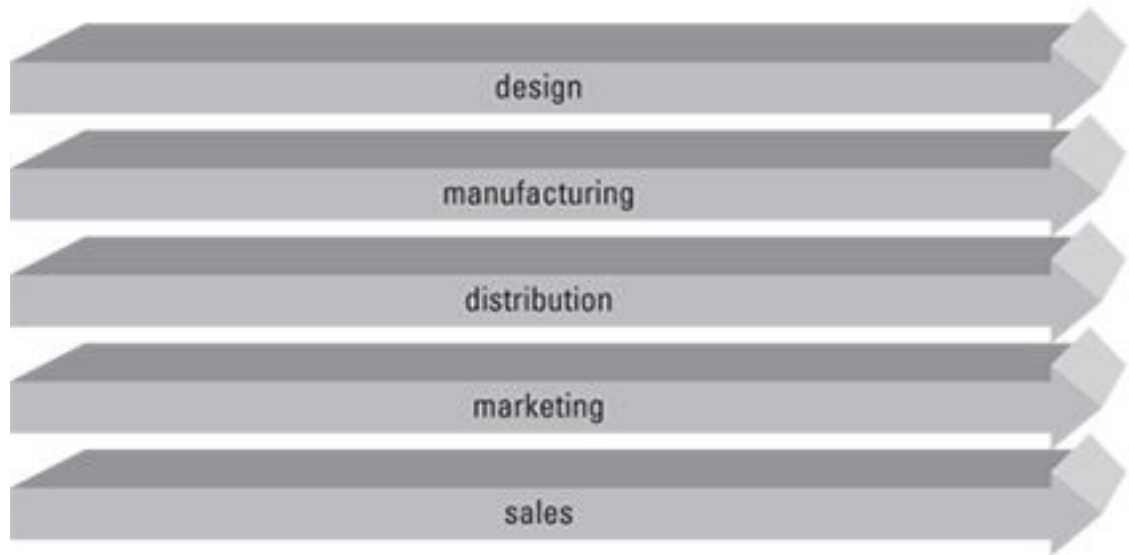 design
manufacturing
distribution
marketing
sales